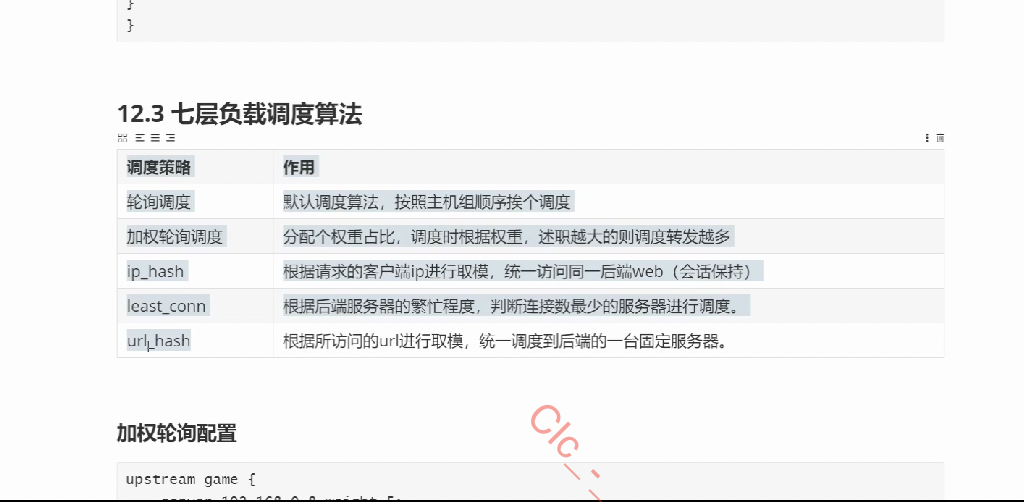 }
}
12.3 七层负载调度算法
调度策略 作用
轮询调度 默认调度算法，按照主机组顺序挨个调度
加权轮询调度 分配个权重占比，调度时根据权重，述职越大的则调度转发越多
ip_hash 根据请求的客户端ip进行取模，统一访问同一后端web（会话保持）
least_conn 根据后端服务器的繁忙程度，判断连接数最少的服务器进行调度。
url_hash 根据所访问的url进行取模，统一调度到后端的一台固定服务器。
加权轮询配置
Clc_
upstream game {